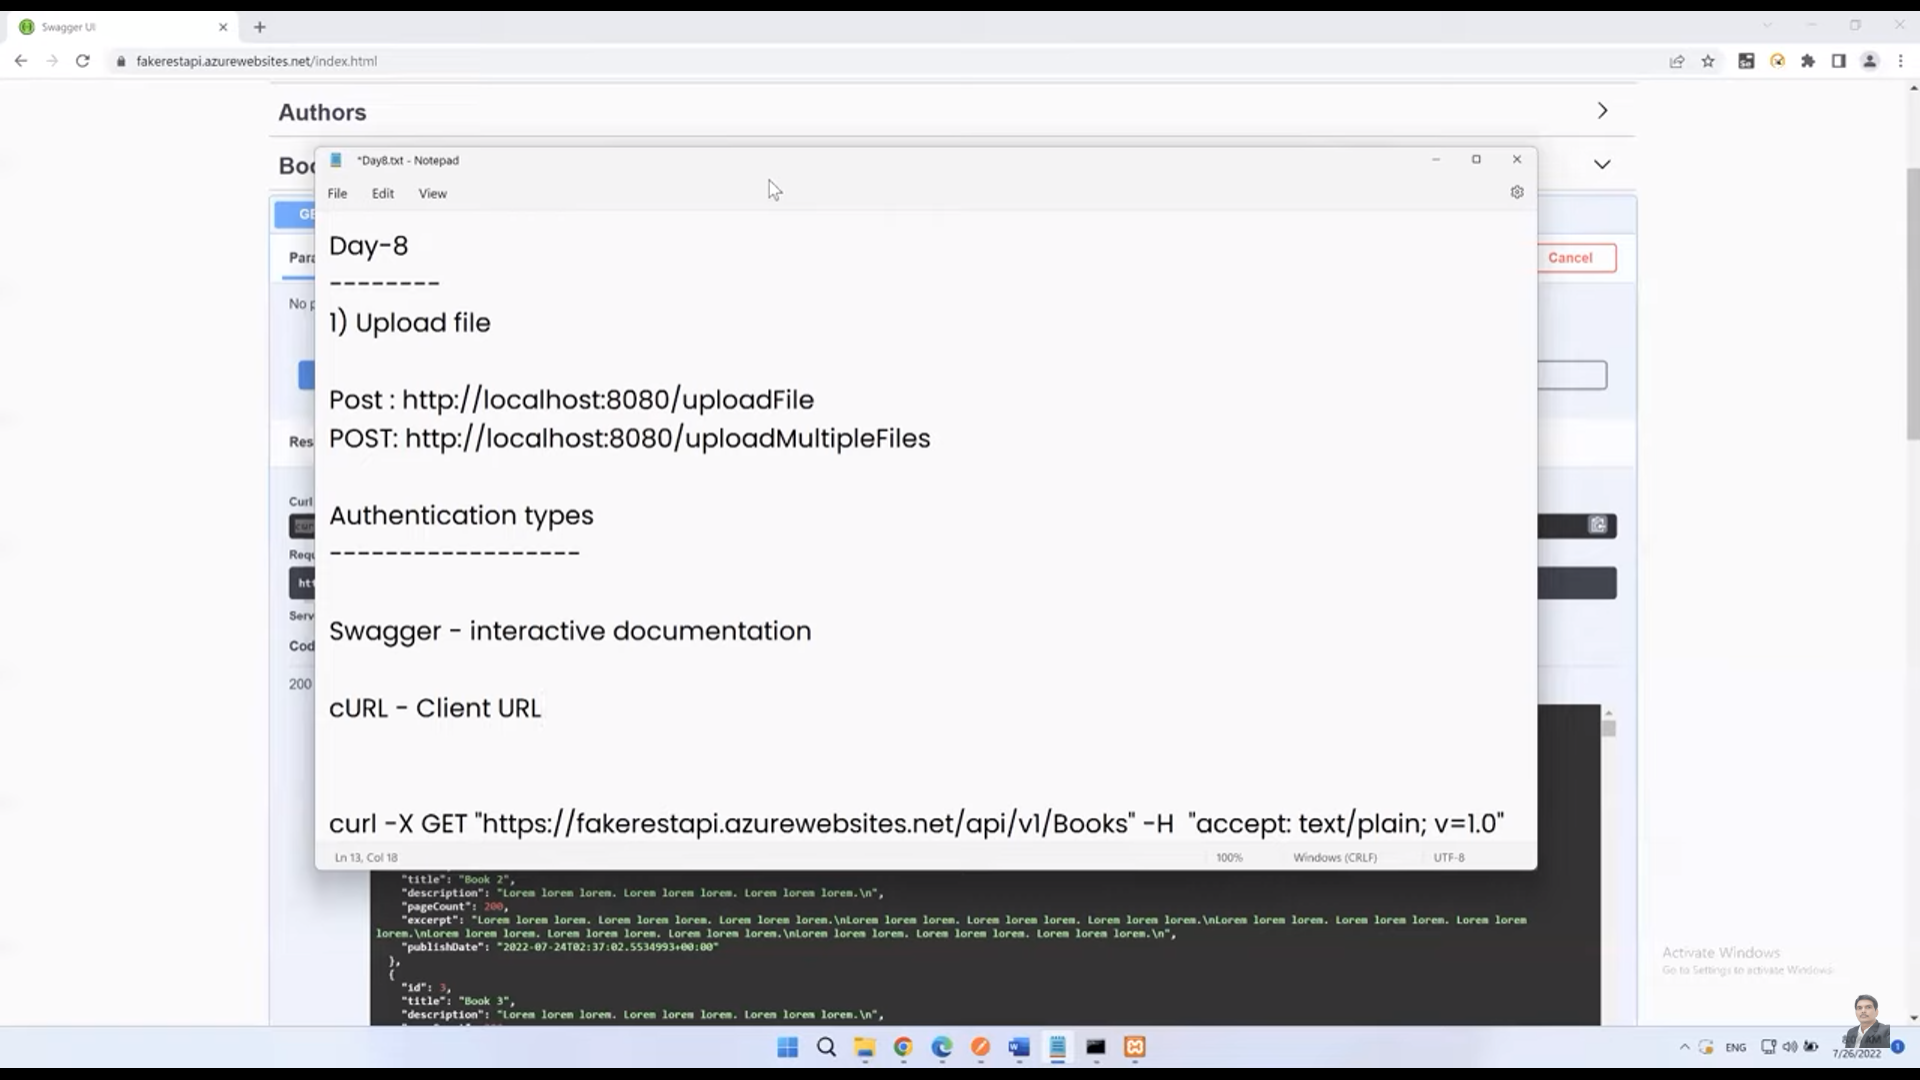 Swagger UI
fakerestapi.azurewebsites.net/index.html
Authors
Boo
*Day8.txt - Notepad
File Edit View
GE
Para
Cancel
No p
Day-8
--------
1) Upload file
Post : http://localhost:8080/uploadFile
POST: http://localhost:8080/uploadMultipleFiles
Res
Authentication types
------------------
Curl
cur
Requ
htt
Serv
Swagger - interactive documentation
Cod
200
cURL - Client URL
curl -X GET "https://fakerestapi.azurewebsites.net/api/v1/Books" -H "accept: text/plain; v=1.0"
Ln 13, Col 18 100% Windows (CRLF) UTF-8
"title": "Book 2",
"description": "Lorem lorem lorem. Lorem lorem lorem. Lorem lorem lorem.\n",
"pageCount": 200,
"excerpt": "Lorem lorem lorem. Lorem lorem lorem. Lorem lorem lorem.\nLorem lorem lorem. Lorem lorem lorem. Lorem lorem lorem.\nLorem lorem lorem. Lorem lorem lorem. Lorem lorem
lorem.\nLorem lorem lorem. Lorem lorem lorem. Lorem lorem lorem.\nLorem lorem lorem. Lorem lorem lorem. Lorem lorem lorem.\n",
"publishDate": "2022-07-24T02:37:02.5534993+00:00"
},
{
"id": 3,
"title": "Book 3",
"description": "Lorem lorem lorem. Lorem lorem lorem. Lorem lorem lorem.\n",
Activate Windows
Go to Settings to activate Windows.
ENG
7/26/2022
1